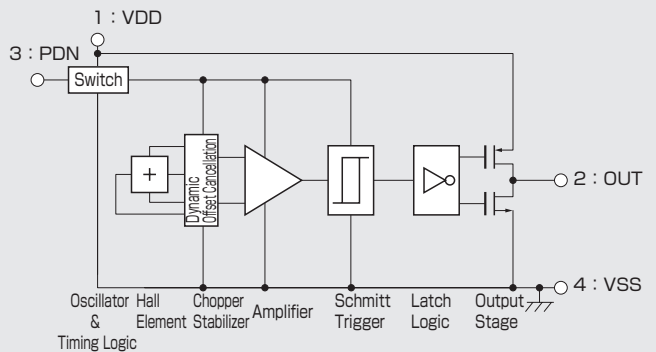 1 : VDD
3 : PDN
Switch
+
Dynamic
Offset Cancellation
2 : OUT
4 : VSS
Oscillator
&
Timing Logic
Hall
Element
Chopper
Stabilizer
Amplifier
Schmitt
Trigger
Latch
Logic
Output
Stage